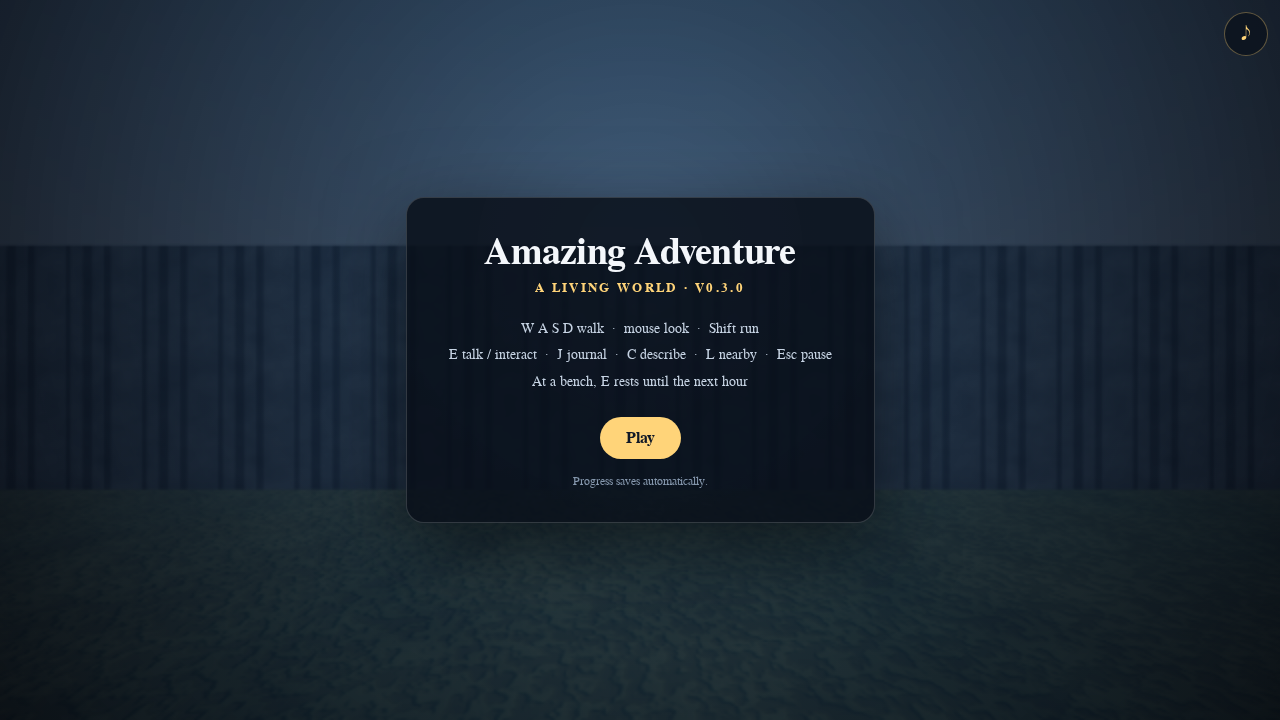 Amazing Adventure
A LIVING WORLD · V0.3.0
W A S D walk · mouse look · Shift run
E talk / interact · J journal · C describe · L nearby · Esc pause
At a bench, E rests until the next hour
Play
Progress saves automatically.